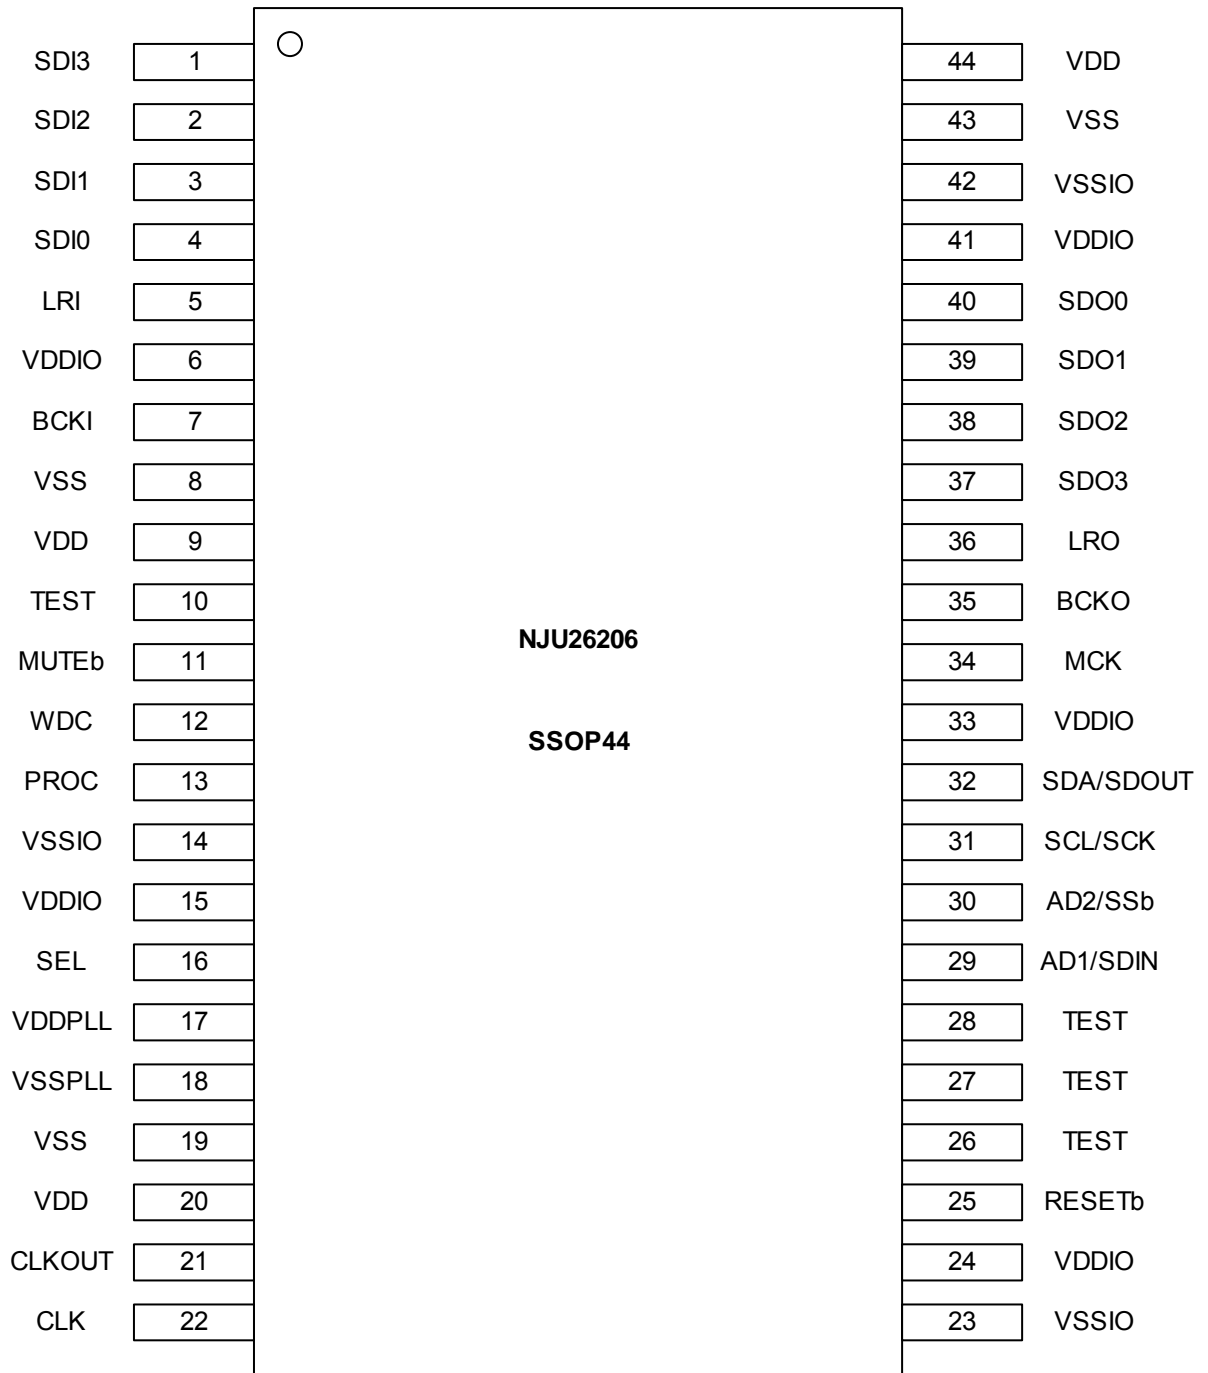 SDI3 1 44 VDD
SDI2 2 43 VSS
SDI1 3 42 VSSIO
SDI0 4 41 VDDIO
LRI 5 40 SDO0
VDDIO 6 39 SDO1
BCKI 7 38 SDO2
VSS 8 37 SDO3
VDD 9 36 LRO
TEST 10 35 BCKO
NJU26206
MUTEb 11 34 MCK
WDC 12 33 VDDIO
SSOP44
PROC 13 32 SDA/SDOUT
VSSIO 14 31 SCL/SCK
VDDIO 15 30 AD2/SSb
SEL 16 29 AD1/SDIN
VDDPLL 17 28 TEST
VSSPLL 18 27 TEST
VSS 19 26 TEST
VDD 20 25 RESETb
CLKOUT 21 24 VDDIO
CLK 22 23 VSSIO